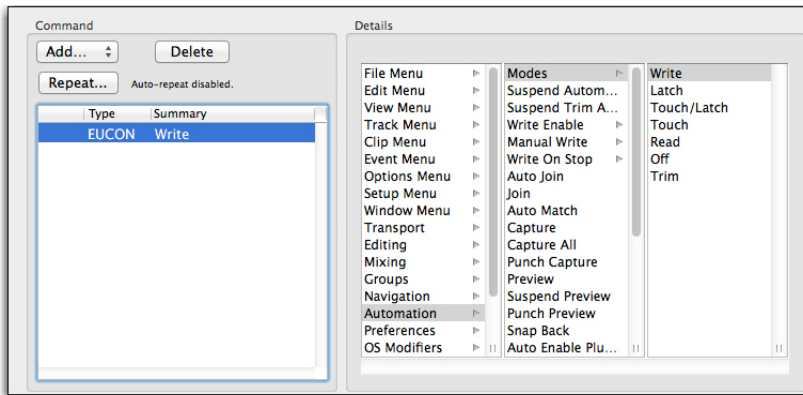 Command
Add...
Delete
Repeat...
Auto-repeat disabled.
Type Summary
EUCON Write
Details
File Menu
Edit Menu
View Menu
Track Menu
Clip Menu
Event Menu
Options Menu
Setup Menu
Window Menu
Transport
Editing
Mixing
Groups
Navigation
Automation
Preferences
OS Modifiers
Modes
Suspend Autom...
Suspend Trim A...
Write Enable
Manual Write
Write On Stop
Auto Join
Join
Auto Match
Capture
Capture All
Punch Capture
Preview
Suspend Preview
Punch Preview
Snap Back
Auto Enable Plu...
Write
Latch
Touch/Latch
Touch
Read
Off
Trim